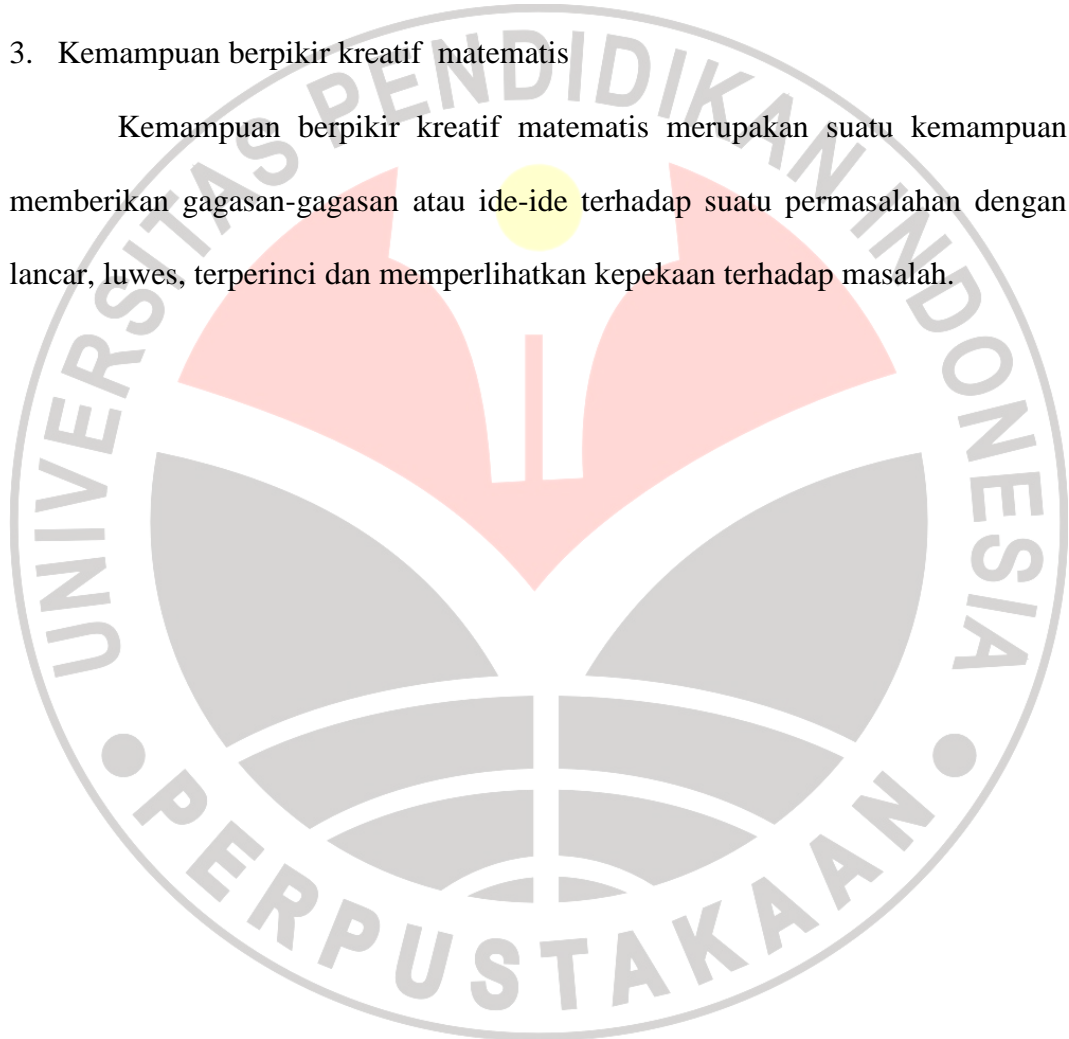 3. Kemampuan berpikir kreatif matematis
Kemampuan berpikir kreatif matematis merupakan suatu kemampuan
memberikan gagasan-gagasan atau ide-ide terhadap suatu permasalahan dengan
lancar, luwes, terperinci dan memperlihatkan kepekaan terhadap masalah.
UNIVERSITAS PENDIDIKAN INDONESIA
PERPUSTAKAAN